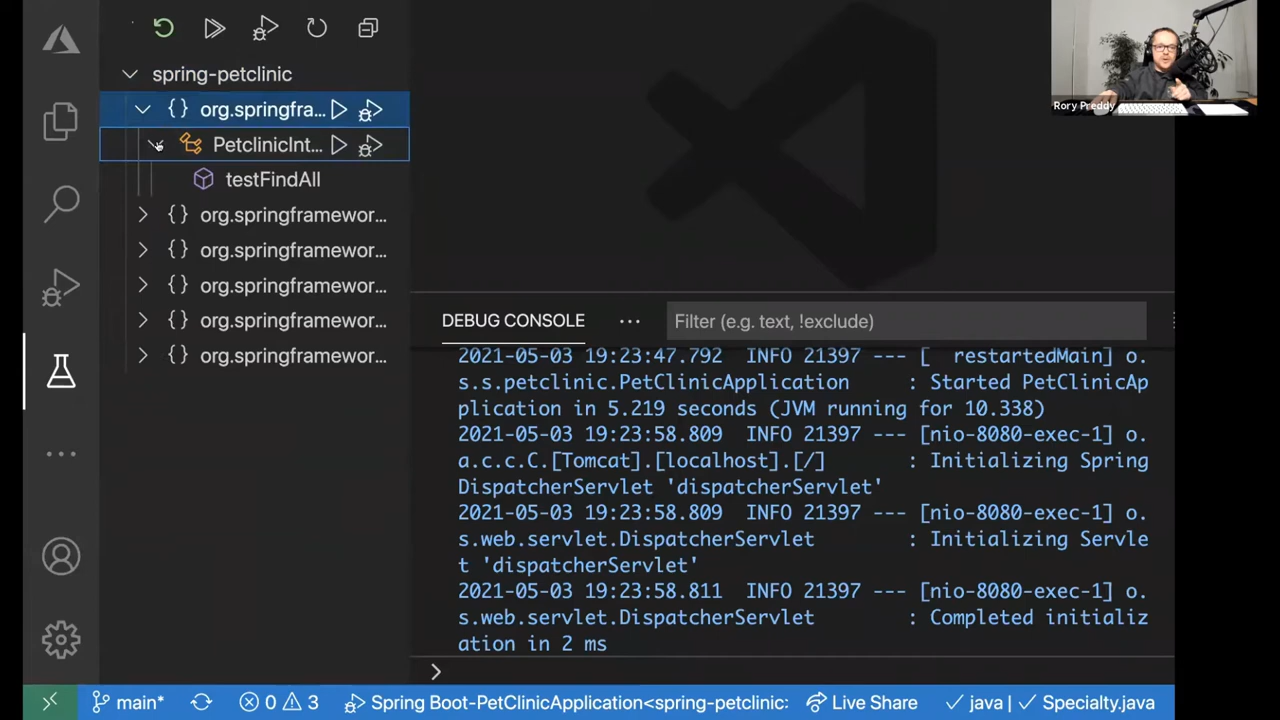 spring-petclinic
{} org.springfra...
PetclinicInt...
testFindAll
{} org.springframewor...
{} org.springframewor...
{} org.springframewor...
{} org.springframewor...
{} org.springframewor...
Rory Preddy
DEBUG CONSOLE ... Filter (e.g. text, !exclude)
2021-05-03 19:23:47.792  INFO 21397 --- [  restartedMain] o.
s.s.petclinic.PetClinicApplication       : Started PetClinicAp
plication in 5.219 seconds (JVM running for 10.338)
2021-05-03 19:23:58.809  INFO 21397 --- [nio-8080-exec-1] o.
a.c.c.C.[Tomcat].[localhost].[/]         : Initializing Spring
DispatcherServlet 'dispatcherServlet'
2021-05-03 19:23:58.809  INFO 21397 --- [nio-8080-exec-1] o.
s.web.servlet.DispatcherServlet          : Initializing Servle
t 'dispatcherServlet'
2021-05-03 19:23:58.811  INFO 21397 --- [nio-8080-exec-1] o.
s.web.servlet.DispatcherServlet          : Completed initializ
ation in 2 ms
main* 0 3 Spring Boot-PetClinicApplication<spring-petclinic: Live Share java | Specialty.java